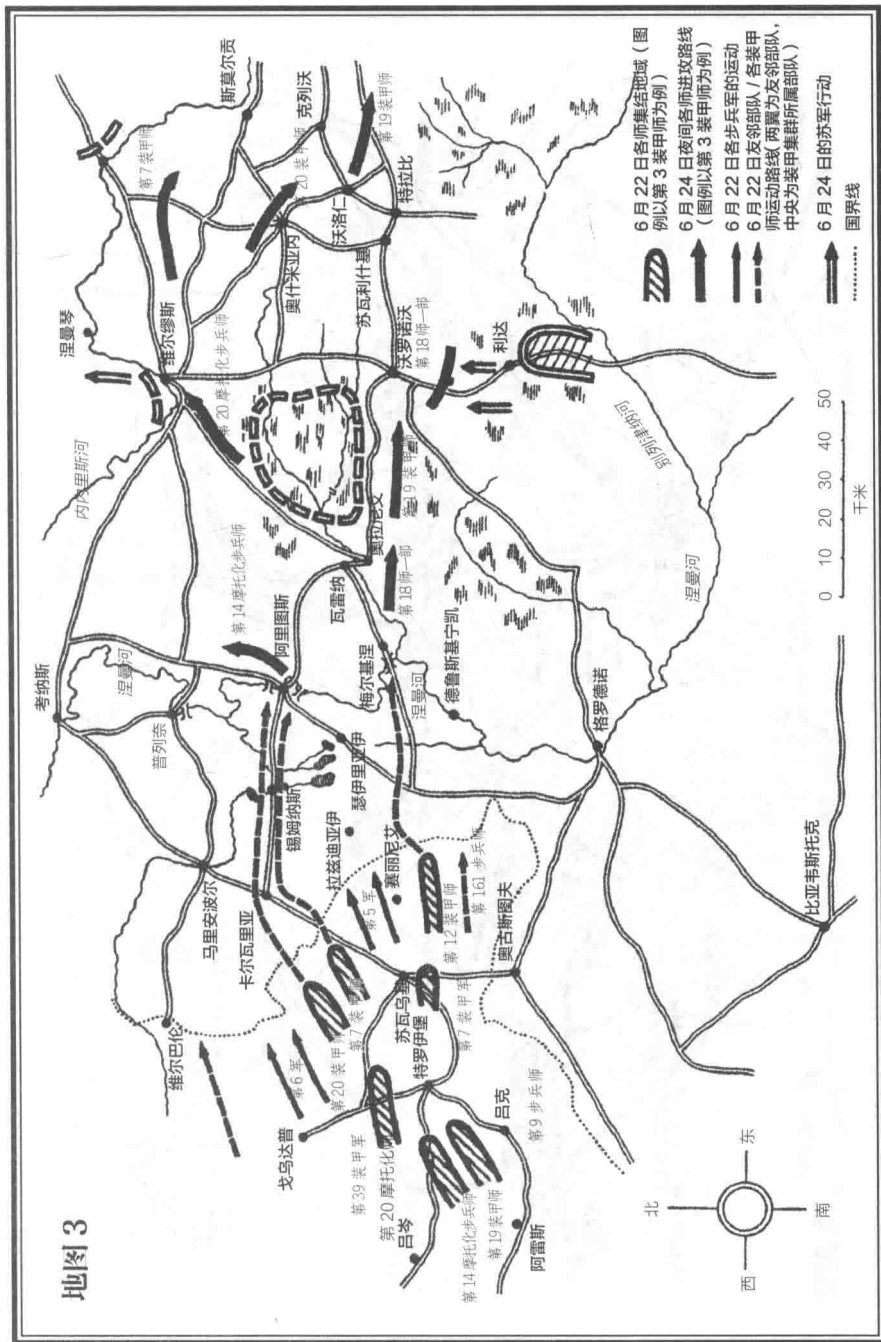 地图 3
维尔巴伦
马里安波尔
考纳斯
普列奈
涅曼河
卡尔瓦里亚
锡姆纳斯
拉兹迪亚伊
瑟伊里亚伊
赛丽尼艾
阿里图斯
第14摩托化步兵师
梅尔基涅
涅曼河
德鲁斯基宁凯
瓦雷纳
奥拉尼艾
第18师一部
第19装甲师
内内里斯河
维尔缪斯
涅曼琴
第20摩托化步兵师
第7装甲师
斯莫尔贡
第20装甲师
克列沃
第19装甲师
奥什米亚内
沃洛仁
特拉比
苏瓦利什基
沃罗诺沃
第18师一部
利达
别列津纳河
涅曼河
格罗德诺
比亚韦斯托克
戈乌达普
第6军
第20装甲师
第7装甲师
第5军
第12装甲师
第161步兵师
苏瓦乌基
第7装甲军
奥古斯图夫
特罗伊堡
第39装甲军
第20摩托化师
吕岑
第14摩托化步兵师
第19装甲师
阿雷斯
吕克
第9步兵师
北
西
东
南
0 10 20 30 40 50
千米
6月22日各师集结地域（图
例以第3装甲师为例）
6月24日夜间各师进攻路线
（图例以第3装甲师为例）
6月22日各步兵军的运动
6月22日友邻部队/各装甲
师运动路线（两翼为友邻部队，
中央为装甲集群所属部队）
6月24日的苏军行动
国界线